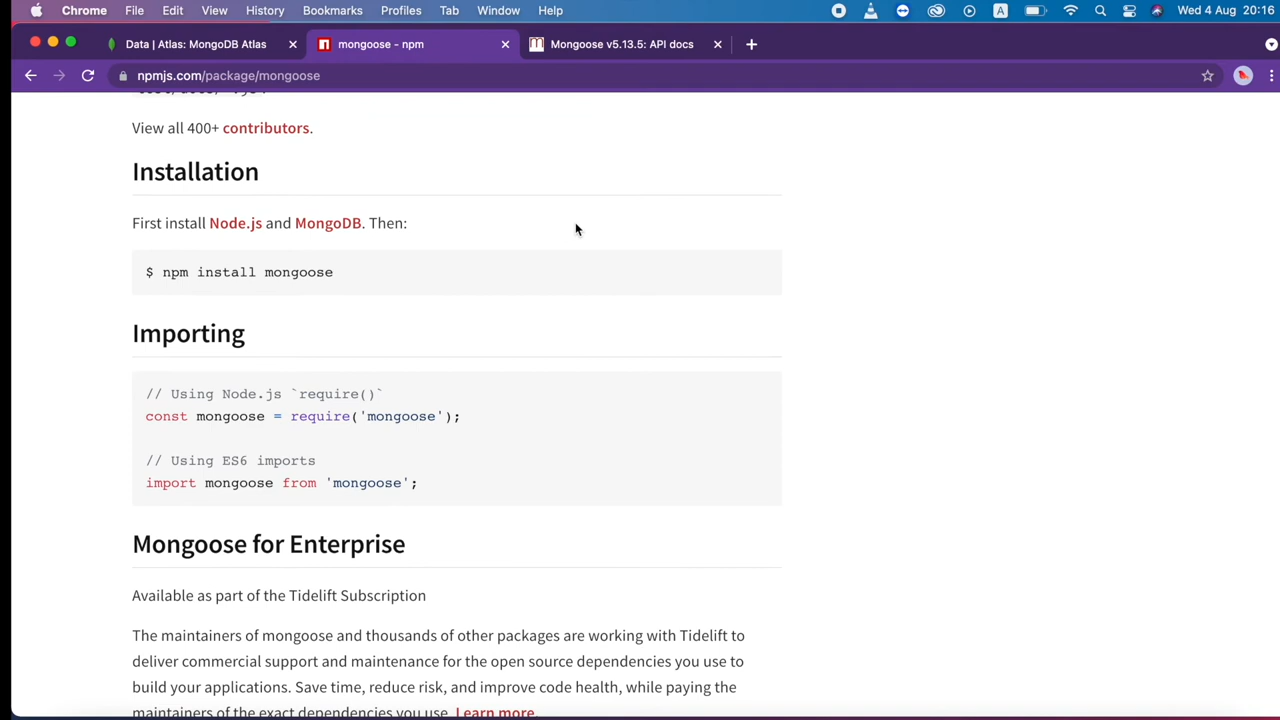 Chrome File Edit View History Bookmarks Profiles Tab Window Help A Wed 4 Aug 20:16
Data | Atlas: MongoDB Atlas mongoose - npm Mongoose v5.13.5: API docs
npmjs.com/package/mongoose
View all 400+ contributors.
Installation
First install Node.js and MongoDB. Then:
$ npm install mongoose
Importing
// Using Node.js `require()`
const mongoose = require('mongoose');
// Using ES6 imports
import mongoose from 'mongoose';
Mongoose for Enterprise
Available as part of the Tidelift Subscription
The maintainers of mongoose and thousands of other packages are working with Tidelift to
deliver commercial support and maintenance for the open source dependencies you use to
build your applications. Save time, reduce risk, and improve code health, while paying the
maintainers of the exact dependencies you use. Learn more.